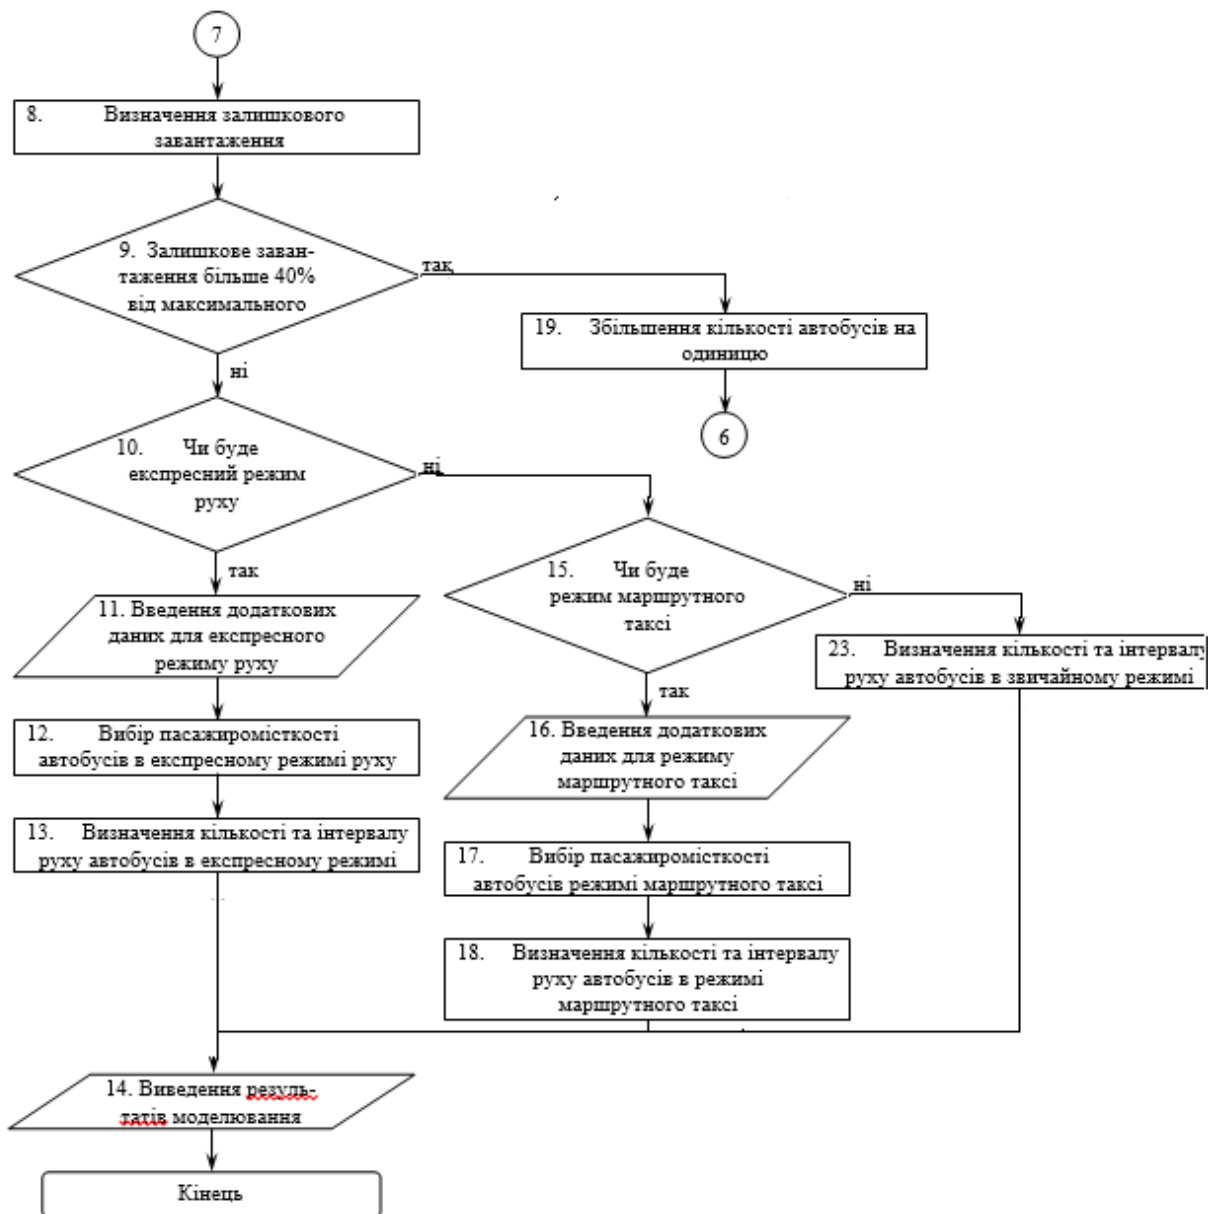 7
8. Визначення залишкового
завантаження
9. Залишкове заван-
таження більше 40%
від максимального
так
19. Збільшення кількості автобусів на
одиницю
ні
6
10. Чи буде
експресний режим
руху
ні
так
15. Чи буде
режим маршрутного
таксі
ні
11. Введення додаткових
даних для експресного
режиму руху
23. Визначення кількості та інтервалу
руху автобусів в звичайному режимі
так
12. Вибір пасажиромісткості
автобусів в експресному режимі руху
16. Введення додаткових
даних для режиму
маршрутного таксі
13. Визначення кількості та інтервалу
руху автобусів в експресному режимі
17. Вибір пасажиромісткості
автобусів режимі маршрутного таксі
18. Визначення кількості та інтервалу
руху автобусів в режимі
маршрутного таксі
14. Виведення резуль-
татів моделювання
Кінець